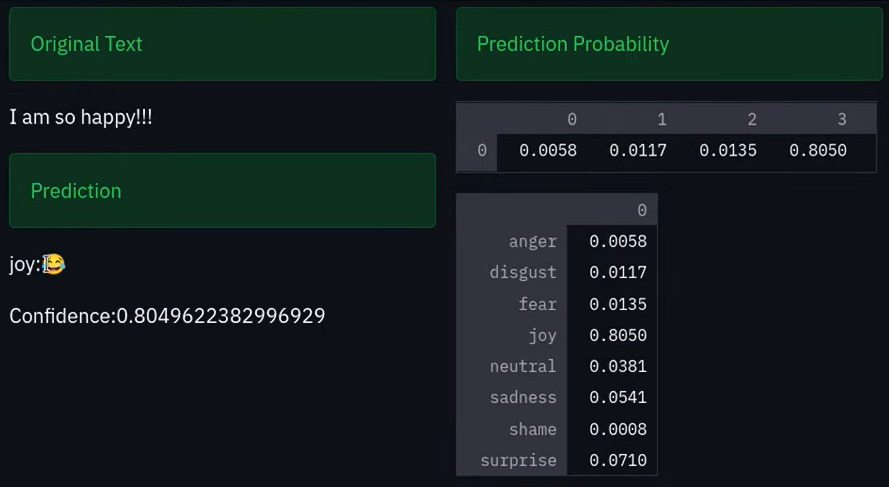 Original Text
I am so happy!!!
Prediction
joy:😂
Confidence:0.8049622382996929
Prediction Probability
0 1 2 3
0 0.0058 0.0117 0.0135 0.8050
0
anger 0.0058
disgust 0.0117
fear 0.0135
joy 0.8050
neutral 0.0381
sadness 0.0541
shame 0.0008
surprise 0.0710